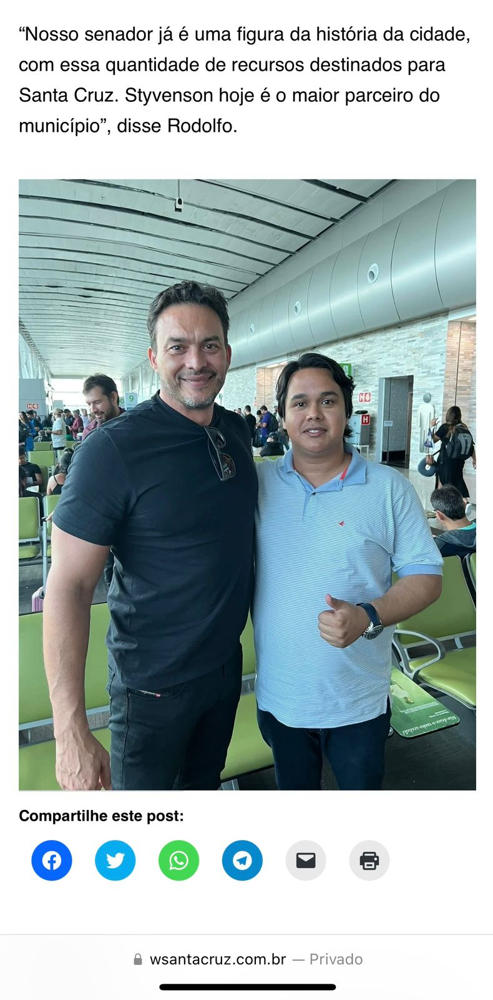 “Nosso senador já é uma figura da história da cidade,
com essa quantidade de recursos destinados para
Santa Cruz. Styvenson hoje é o maior parceiro do
município”, disse Rodolfo.
9
H
H
Compartilhe este post:
wsantacruz.com.br — Privado